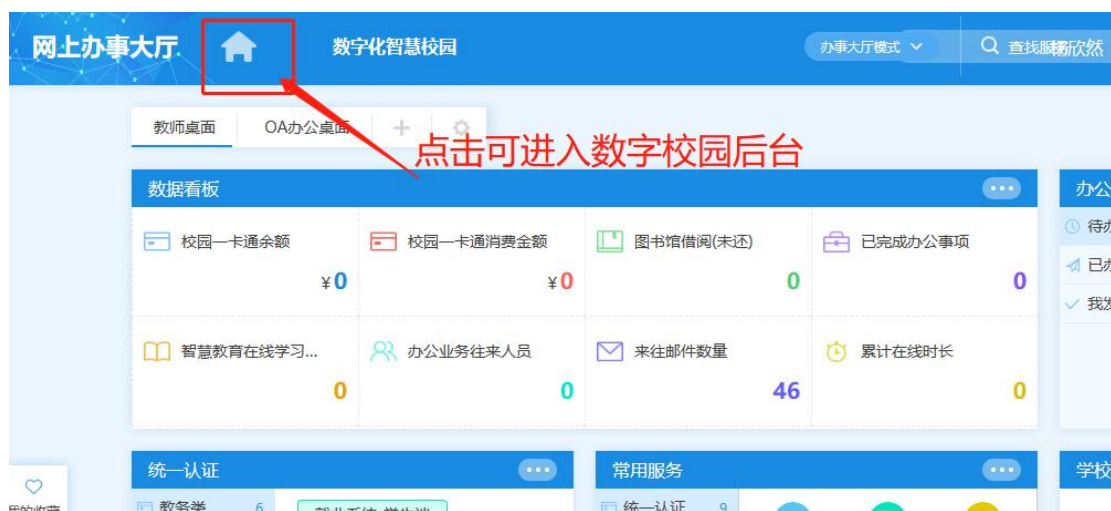 网上办事大厅
数字化智慧校园
办事大厅模式
查找服
欣然
教师桌面
OA办公桌面
点击可进入数字校园后台
数据看板
办公
校园一卡通余额
校园一卡通消费金额
图书馆借阅(未还)
已完成办公事项
待办
¥0
¥0
0
0
已办
我发
智慧教育在线学习...
办公业务往来人员
来往邮件数量
累计在线时长
0
0
46
0
统一认证
常用服务
学校
教务类 6
统一认证 9